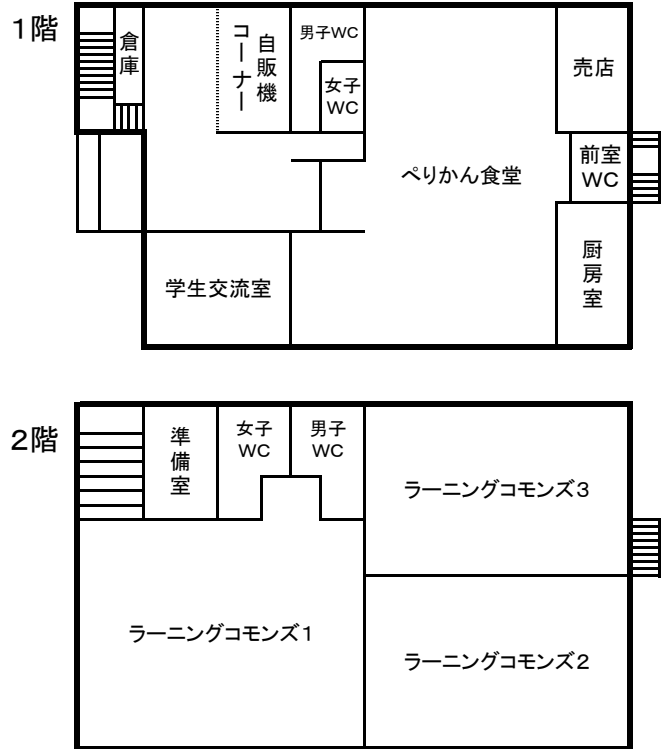 1階
倉庫
自販機
コーナー
男子WC
女子
WC
売店
前室
WC
ぺりかん食堂
学生交流室
厨房室
2階
準備室
女子
WC
男子
WC
ラーニングコモンズ3
ラーニングコモンズ1
ラーニングコモンズ2